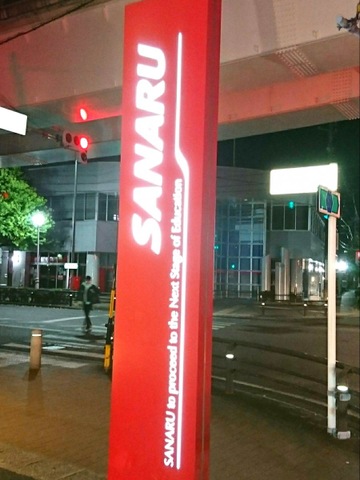 SANARU
SANARU to proceed to the Next Stage of Education